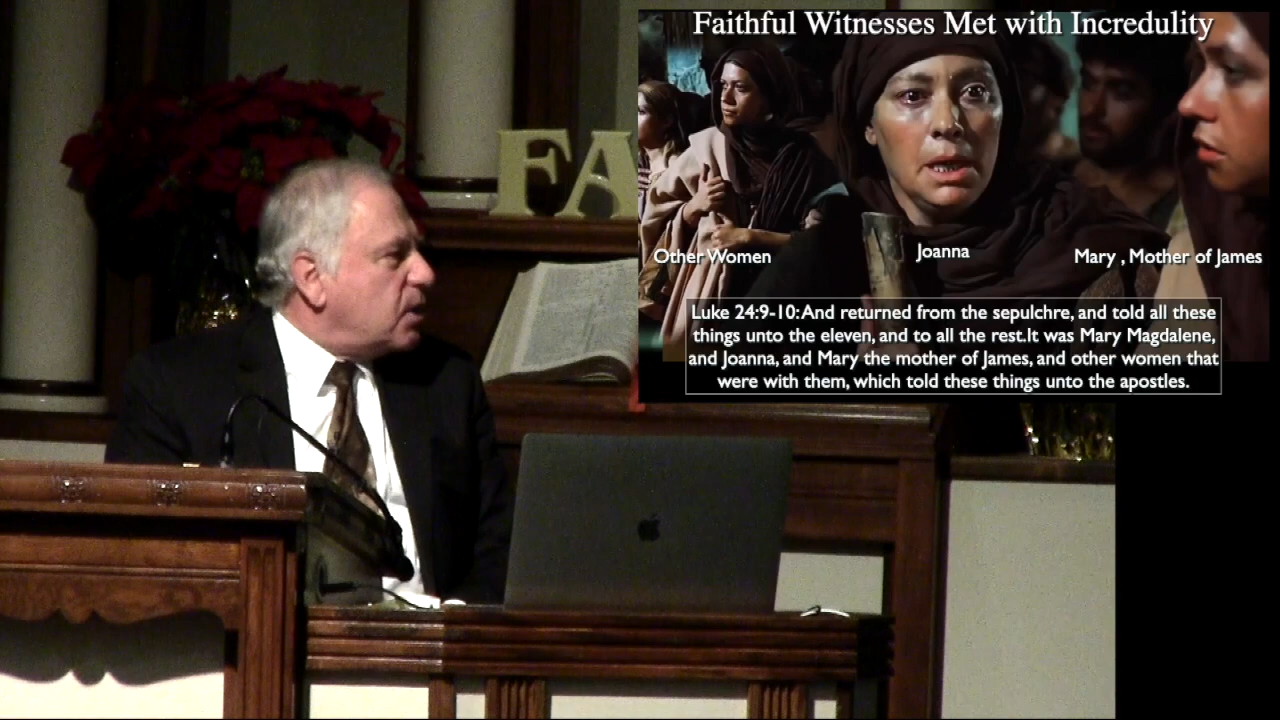 Faithful Witnesses Met with Incredulity
FA
Other Women
Joanna
Mary , Mother of James
Luke 24:9-10:And returned from the sepulchre, and told all these
things unto the eleven, and to all the rest.It was Mary Magdalene,
and Joanna, and Mary the mother of James, and other women that
were with them, which told these things unto the apostles.